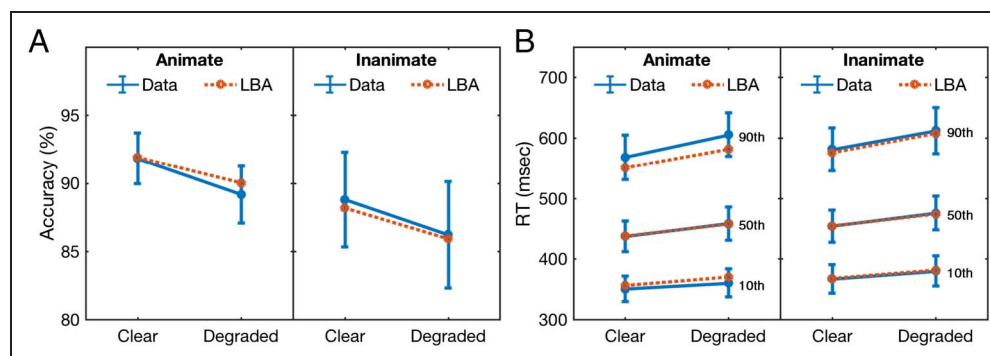 A
Animate
Inanimate
Data
LBA
Data
LBA
Accuracy (%)
95
90
85
80
Clear
Degraded
Clear
Degraded
B
Animate
Inanimate
Data
LBA
Data
LBA
RT (msec)
700
600
500
400
300
90th
50th
10th
90th
50th
10th
Clear
Degraded
Clear
Degraded